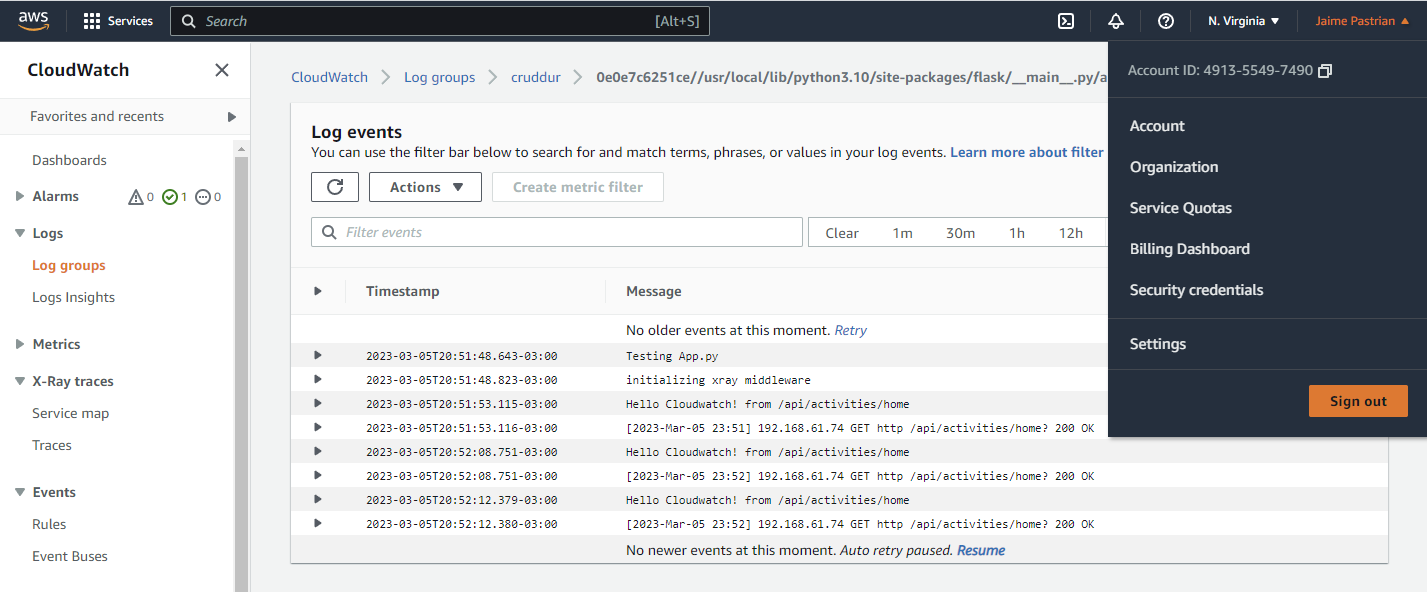 aws Services Search [Alt+S] N. Virginia Jaime Pastrian
CloudWatch
Favorites and recents
Dashboards
Alarms 0 1 0
Logs
Log groups
Logs Insights
Metrics
X-Ray traces
Service map
Traces
Events
Rules
Event Buses
CloudWatch Log groups cruddur 0e0e7c6251ce//usr/local/lib/python3.10/site-packages/flask/__main__.py/a
Log events
You can use the filter bar below to search for and match terms, phrases, or values in your log events. Learn more about filter
Actions Create metric filter
Filter events Clear 1m 30m 1h 12h
Timestamp Message
No older events at this moment. Retry
2023-03-05T20:51:48.643-03:00 Testing App.py
2023-03-05T20:51:48.823-03:00 initializing xray middleware
2023-03-05T20:51:53.115-03:00 Hello Cloudwatch! from /api/activities/home
2023-03-05T20:51:53.116-03:00 [2023-Mar-05 23:51] 192.168.61.74 GET http /api/activities/home? 200 OK
2023-03-05T20:52:08.751-03:00 Hello Cloudwatch! from /api/activities/home
2023-03-05T20:52:08.751-03:00 [2023-Mar-05 23:52] 192.168.61.74 GET http /api/activities/home? 200 OK
2023-03-05T20:52:12.379-03:00 Hello Cloudwatch! from /api/activities/home
2023-03-05T20:52:12.380-03:00 [2023-Mar-05 23:52] 192.168.61.74 GET http /api/activities/home? 200 OK
No newer events at this moment. Auto retry paused. Resume
Account ID: 4913-5549-7490
Account
Organization
Service Quotas
Billing Dashboard
Security credentials
Settings
Sign out